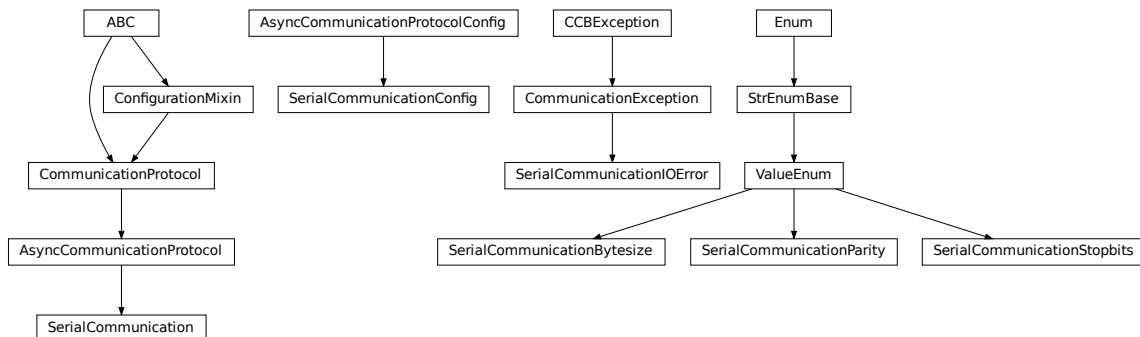 ABC
AsyncCommunicationProtocolConfig
CCBException
Enum
ConfigurationMixin
SerialCommunicationConfig
CommunicationException
StrEnumBase
CommunicationProtocol
SerialCommunicationIOError
ValueEnum
AsyncCommunicationProtocol
SerialCommunicationBytesize
SerialCommunicationParity
SerialCommunicationStopbits
SerialCommunication